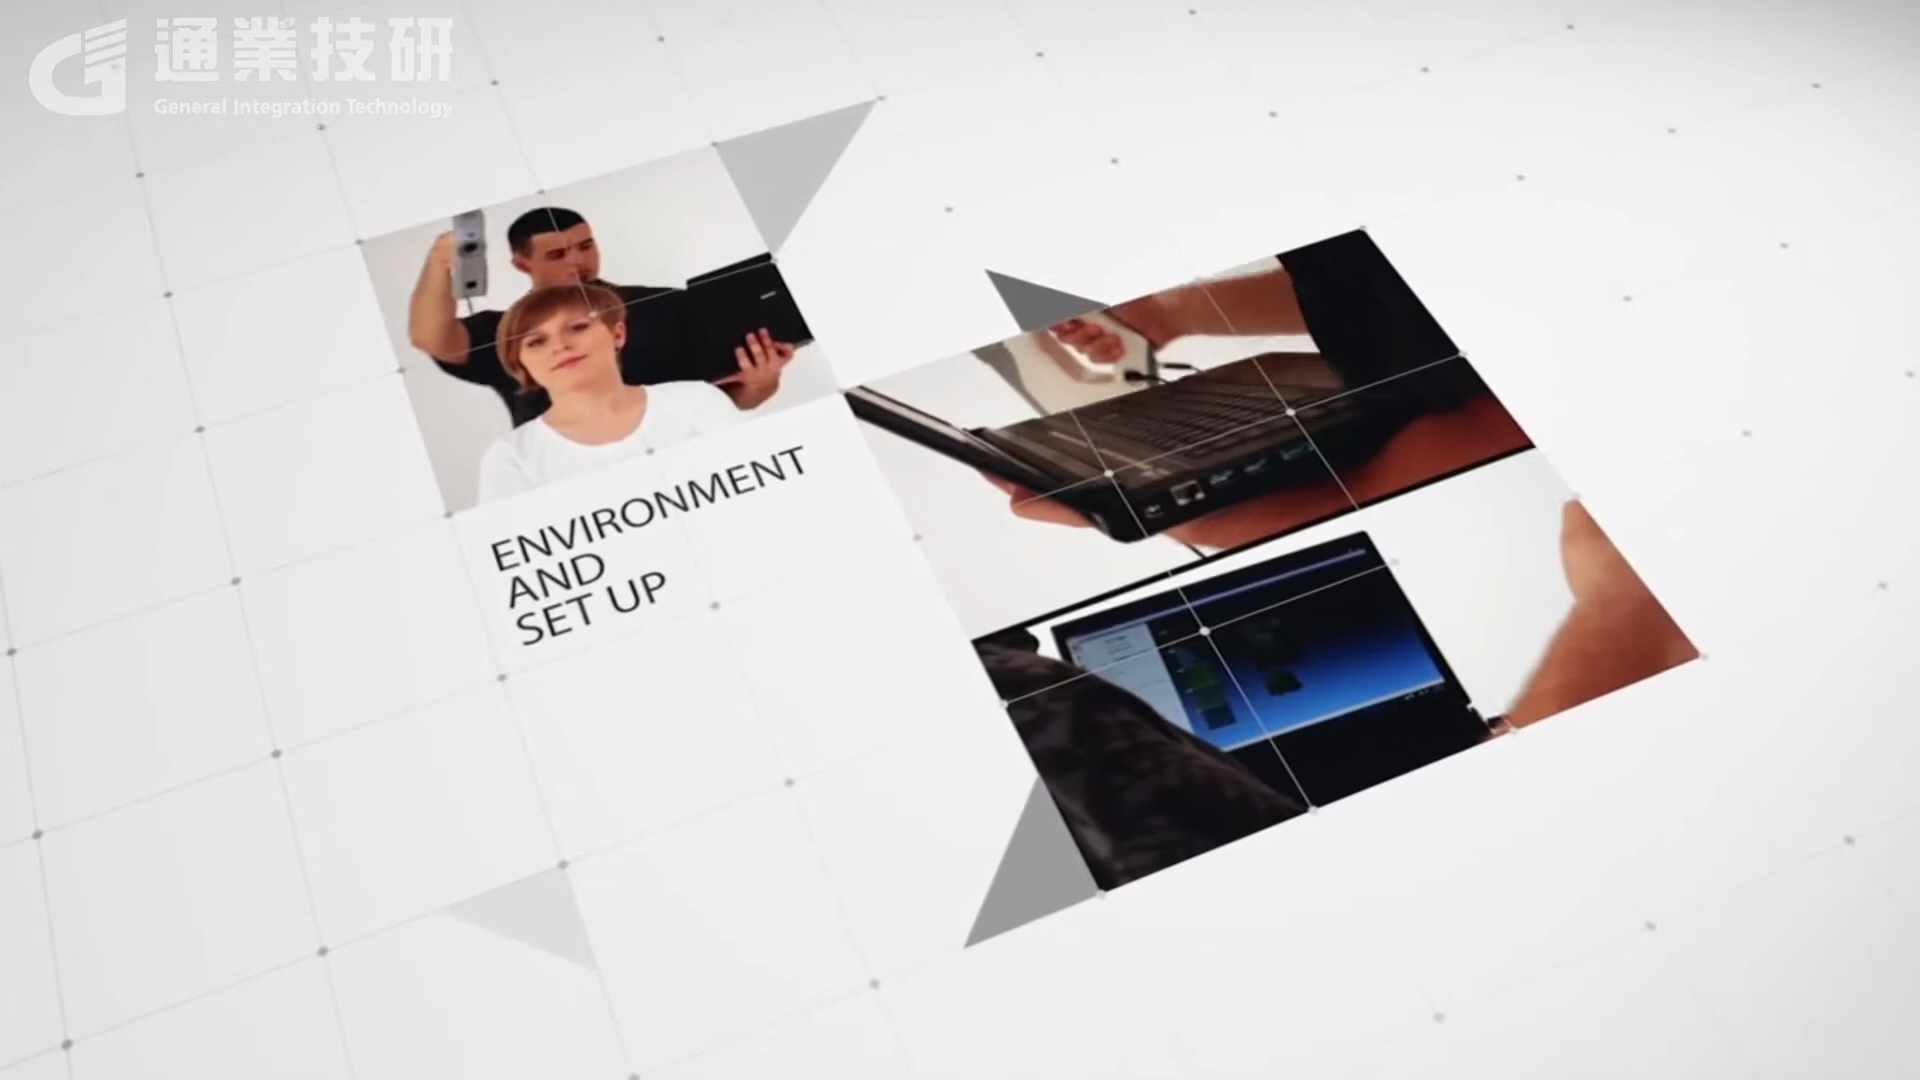 通業技研
General Integration Technology
ENVIRONMENT
AND
SET UP